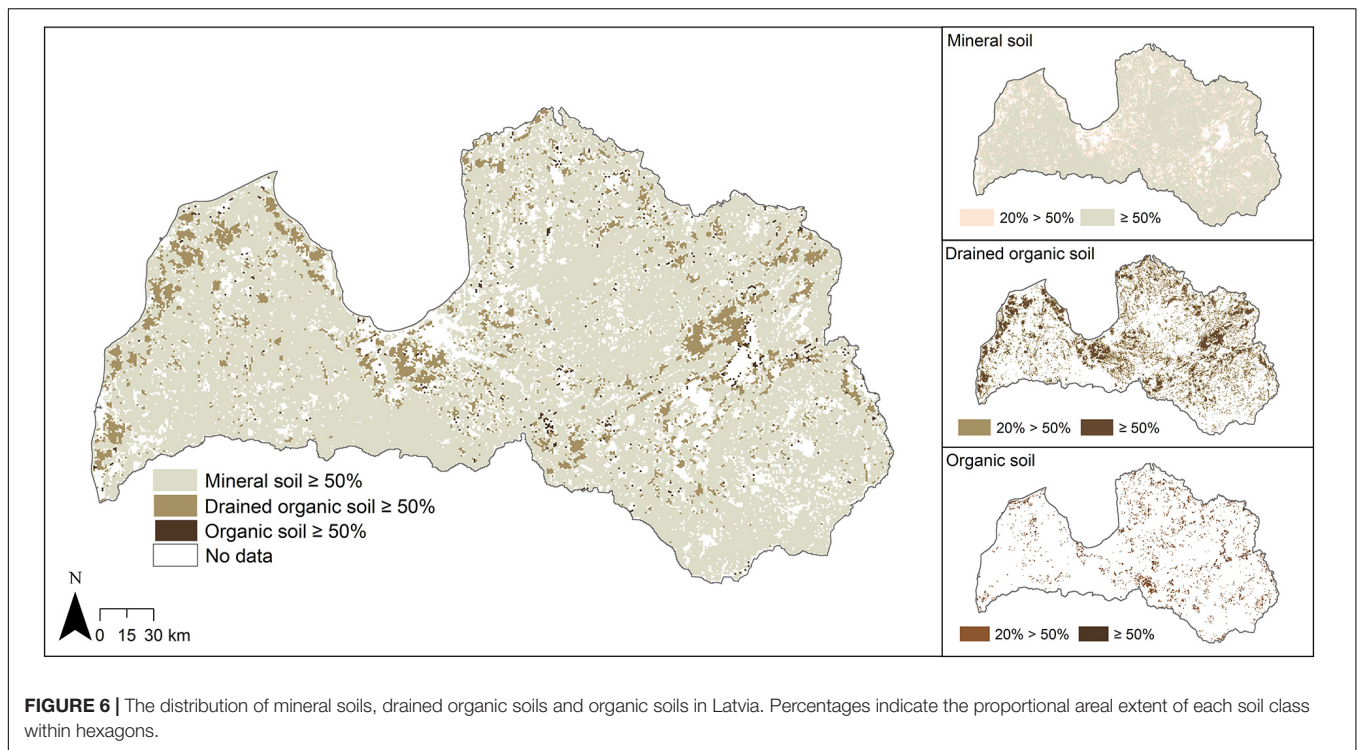 Mineral soil ≥ 50%
Drained organic soil ≥ 50%
Organic soil ≥ 50%
No data
N
0 15 30 km
Mineral soil
20% > 50% ≥ 50%
Drained organic soil
20% > 50% ≥ 50%
Organic soil
20% > 50% ≥ 50%
FIGURE 6 | The distribution of mineral soils, drained organic soils and organic soils in Latvia. Percentages indicate the proportional areal extent of each soil class
within hexagons.